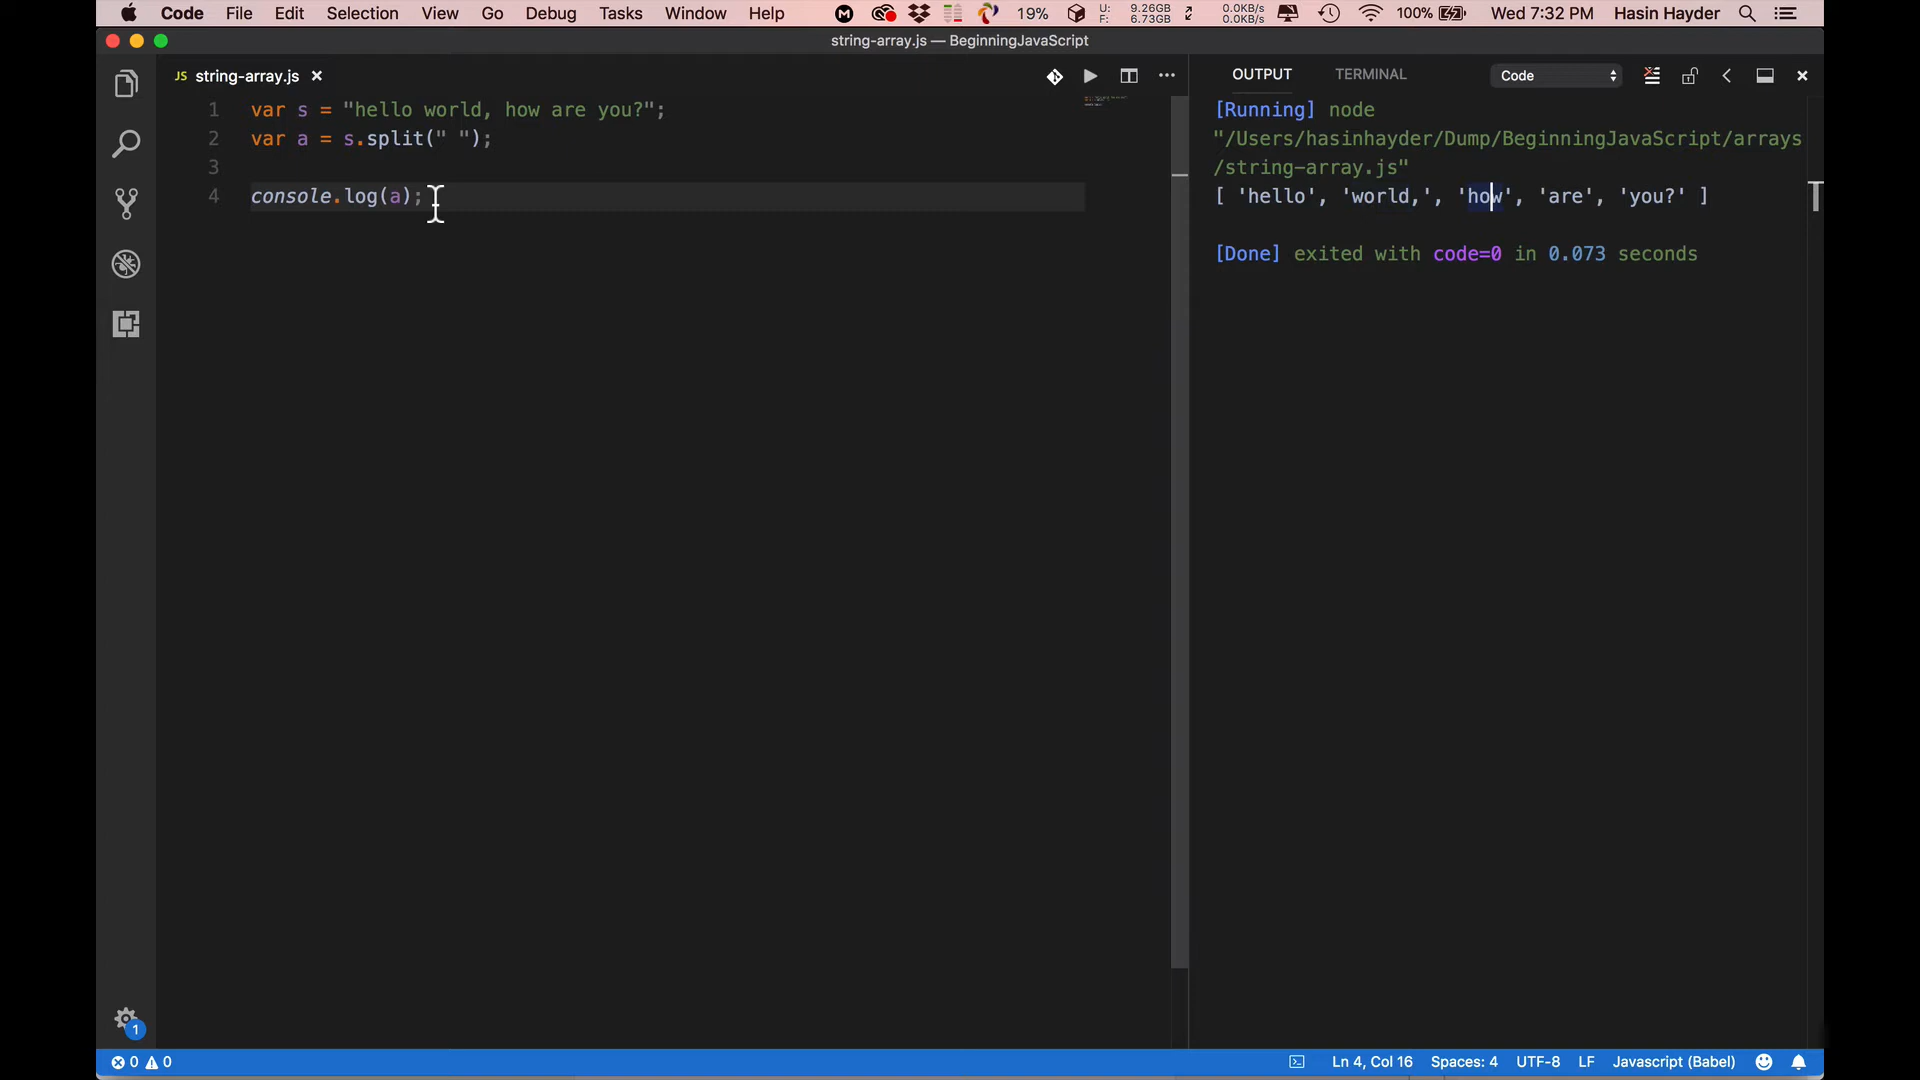 Code File Edit Selection View Go Debug Tasks Window Help 19% U: 9.26GB F: 6.73GB 0.0KB/s 0.0KB/s 100% Wed 7:32 PM Hasin Hayder
string-array.js — BeginningJavaScript
JS string-array.js
1 var s = "hello world, how are you?";
2 var a = s.split(" ");
3
4 console.log(a);
OUTPUT TERMINAL Code
[Running] node
"/Users/hasinhayder/Dump/BeginningJavaScript/arrays
/string-array.js"
[ 'hello', 'world,', 'how', 'are', 'you?' ]
[Done] exited with code=0 in 0.073 seconds
1
0 0 Ln 4, Col 16 Spaces: 4 UTF-8 LF Javascript (Babel)